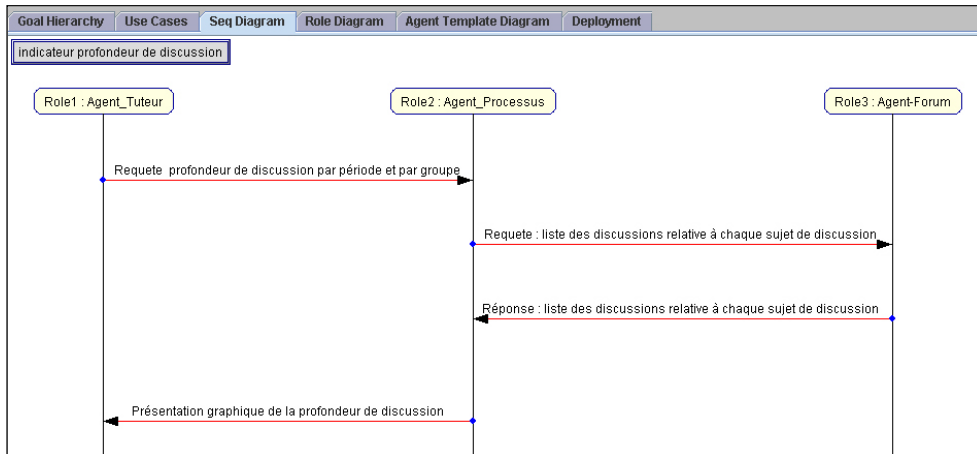 Goal Hierarchy Use Cases Seq Diagram Role Diagram Agent Template Diagram Deployment
indicateur profondeur de discussion
Role1 : Agent_Tuteur Role2 : Agent_Processus Role3 : Agent-Forum
Requete profondeur de discussion par période et par groupe
Requete : liste des discussions relative à chaque sujet de discussion
Réponse : liste des discussions relative à chaque sujet de discussion
Présentation graphique de la profondeur de discussion